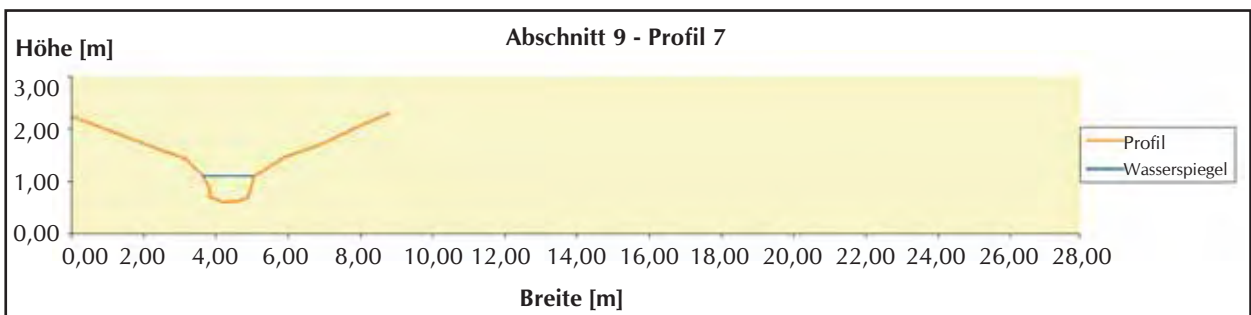 Abschnitt 9 - Profil 7
Höhe [m]
3,00
2,00
1,00
0,00
Profil
Wasserspiegel
0,00 2,00 4,00 6,00 8,00 10,00 12,00 14,00 16,00 18,00 20,00 22,00 24,00 26,00 28,00
Breite [m]